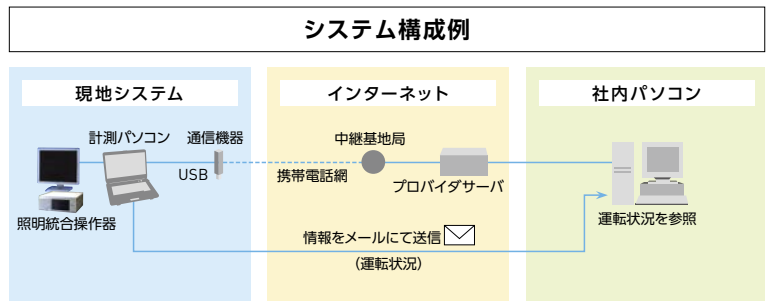 システム構成例
現地システム
インターネット
社内パソコン
計測パソコン
通信機器
中継基地局
USB
携帯電話網
プロバイダサーバ
照明統合操作器
運転状況を参照
情報をメールにて送信
(運転状況)